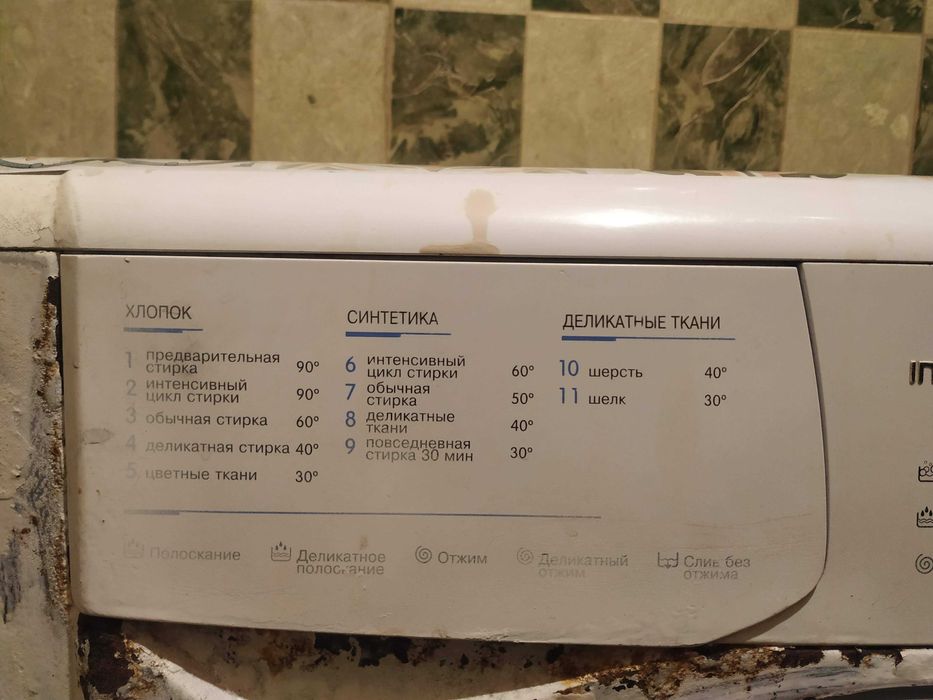 ХЛОПОК
1 предварительная
стирка 90°
2 интенсивный
цикл стирки 90°
3 обычная стирка 60°
4 деликатная стирка 40°
5 цветные ткани 30°
СИНТЕТИКА
6 интенсивный
цикл стирки 60°
7 обычная
стирка 50°
8 деликатные
ткани 40°
9 повседневная
стирка 30 мин 30°
ДЕЛИКАТНЫЕ ТКАНИ
10 шерсть 40°
11 шелк 30°
Полоскание
Деликатное
полоскание
Отжим
Деликатный
отжим
Слив без
отжима
in